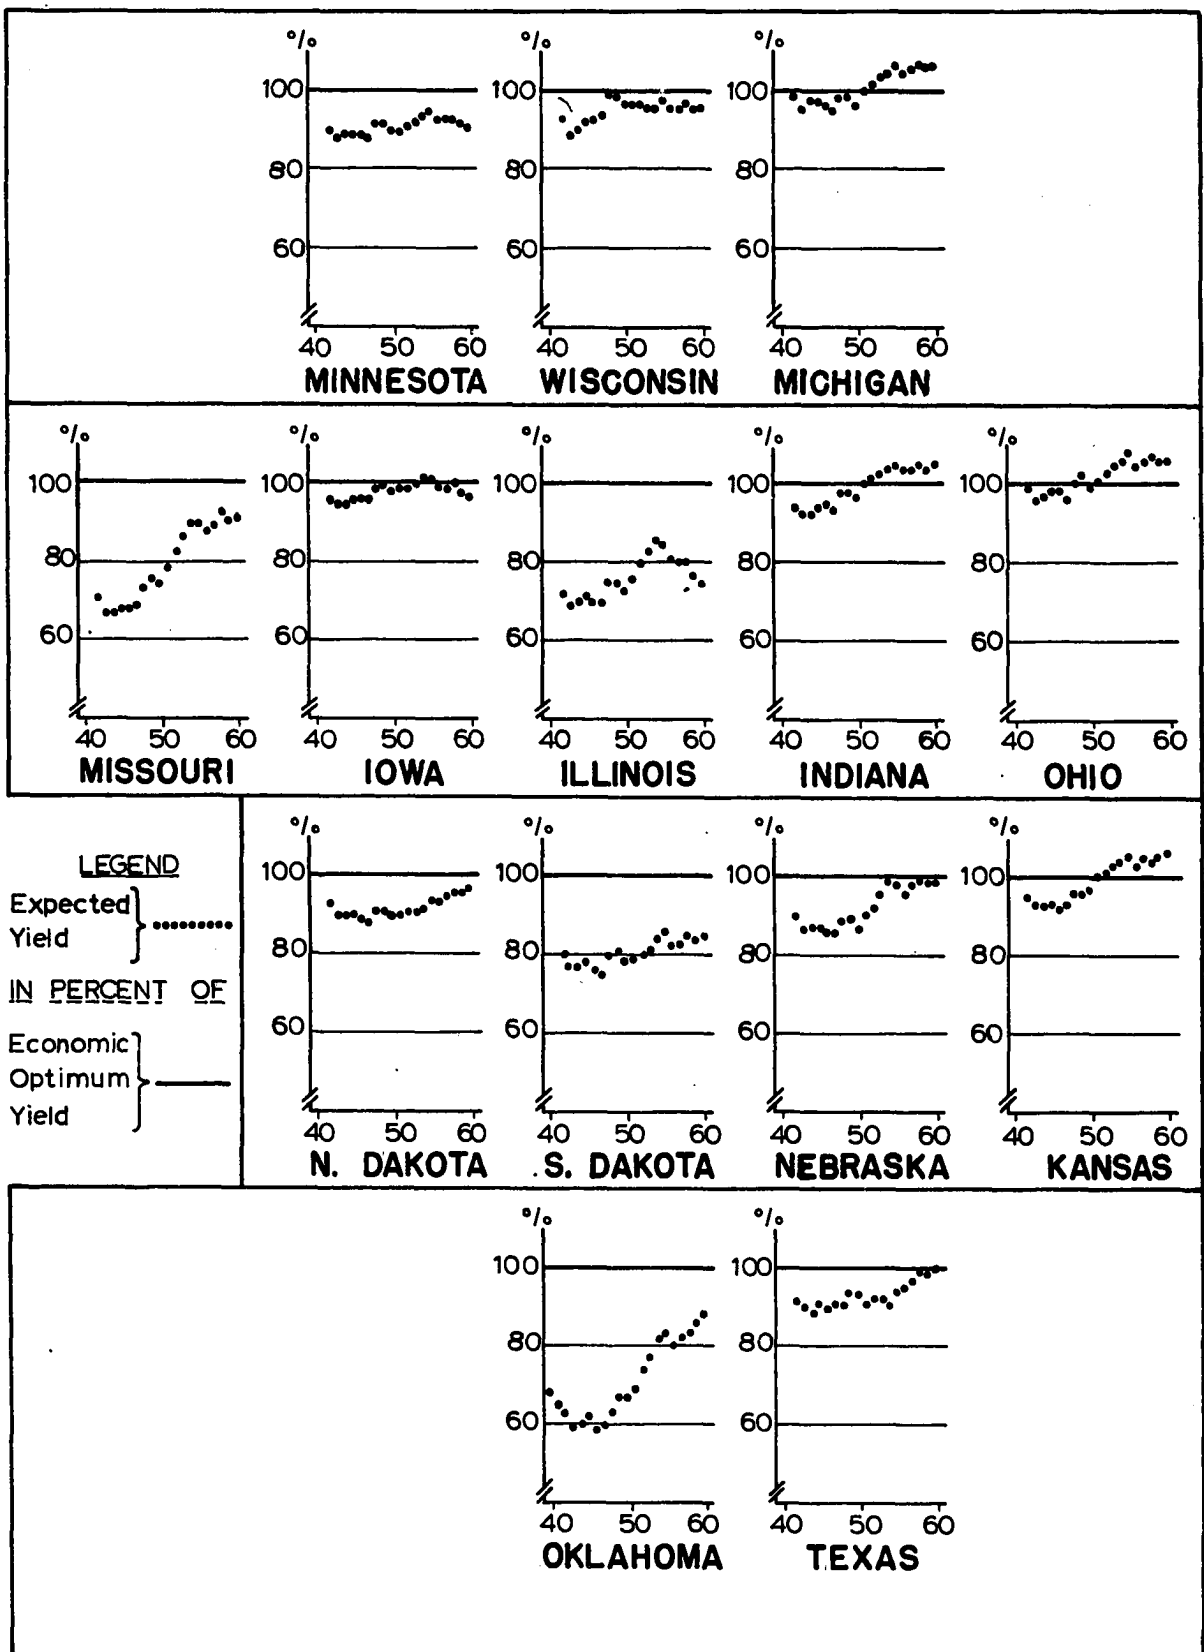 % % %
100 100 100
80 80 80
60 60 60
40 50 60 40 50 60 40 50 60
MINNESOTA WISCONSIN MICHIGAN
% % % % %
100 100 100 100 100
80 80 80 80 80
60 60 60 60 60
40 50 60 40 50 60 40 50 60 40 50 60 40 50 60
MISSOURI IOWA ILLINOIS INDIANA OHIO
LEGEND
Expected
Yield
IN PERCENT OF
Economic
Optimum
Yield
% % % %
100 100 100 100
80 80 80 80
60 60 60 60
40 50 60 40 50 60 40 50 60 40 50 60
N. DAKOTA S. DAKOTA NEBRASKA KANSAS
% %
100 100
80 80
60 60
40 50 60 40 50 60
OKLAHOMA TEXAS